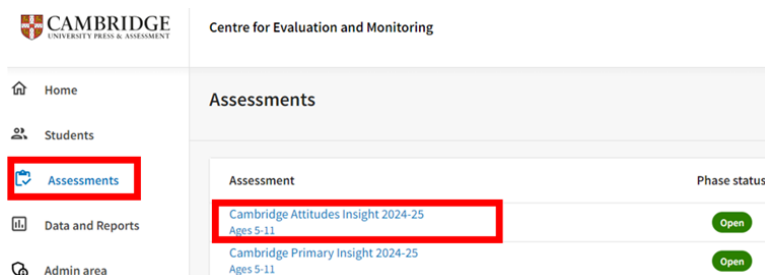 CAMBRIDGE
UNIVERSITY PRESS & ASSESSMENT
Centre for Evaluation and Monitoring
Home
Students
Assessments
Data and Reports
Admin area
Assessments
Assessment Phase status
Cambridge Attitudes Insight 2024-25 Open
Ages 5-11
Cambridge Primary Insight 2024-25 Open
Ages 5-11